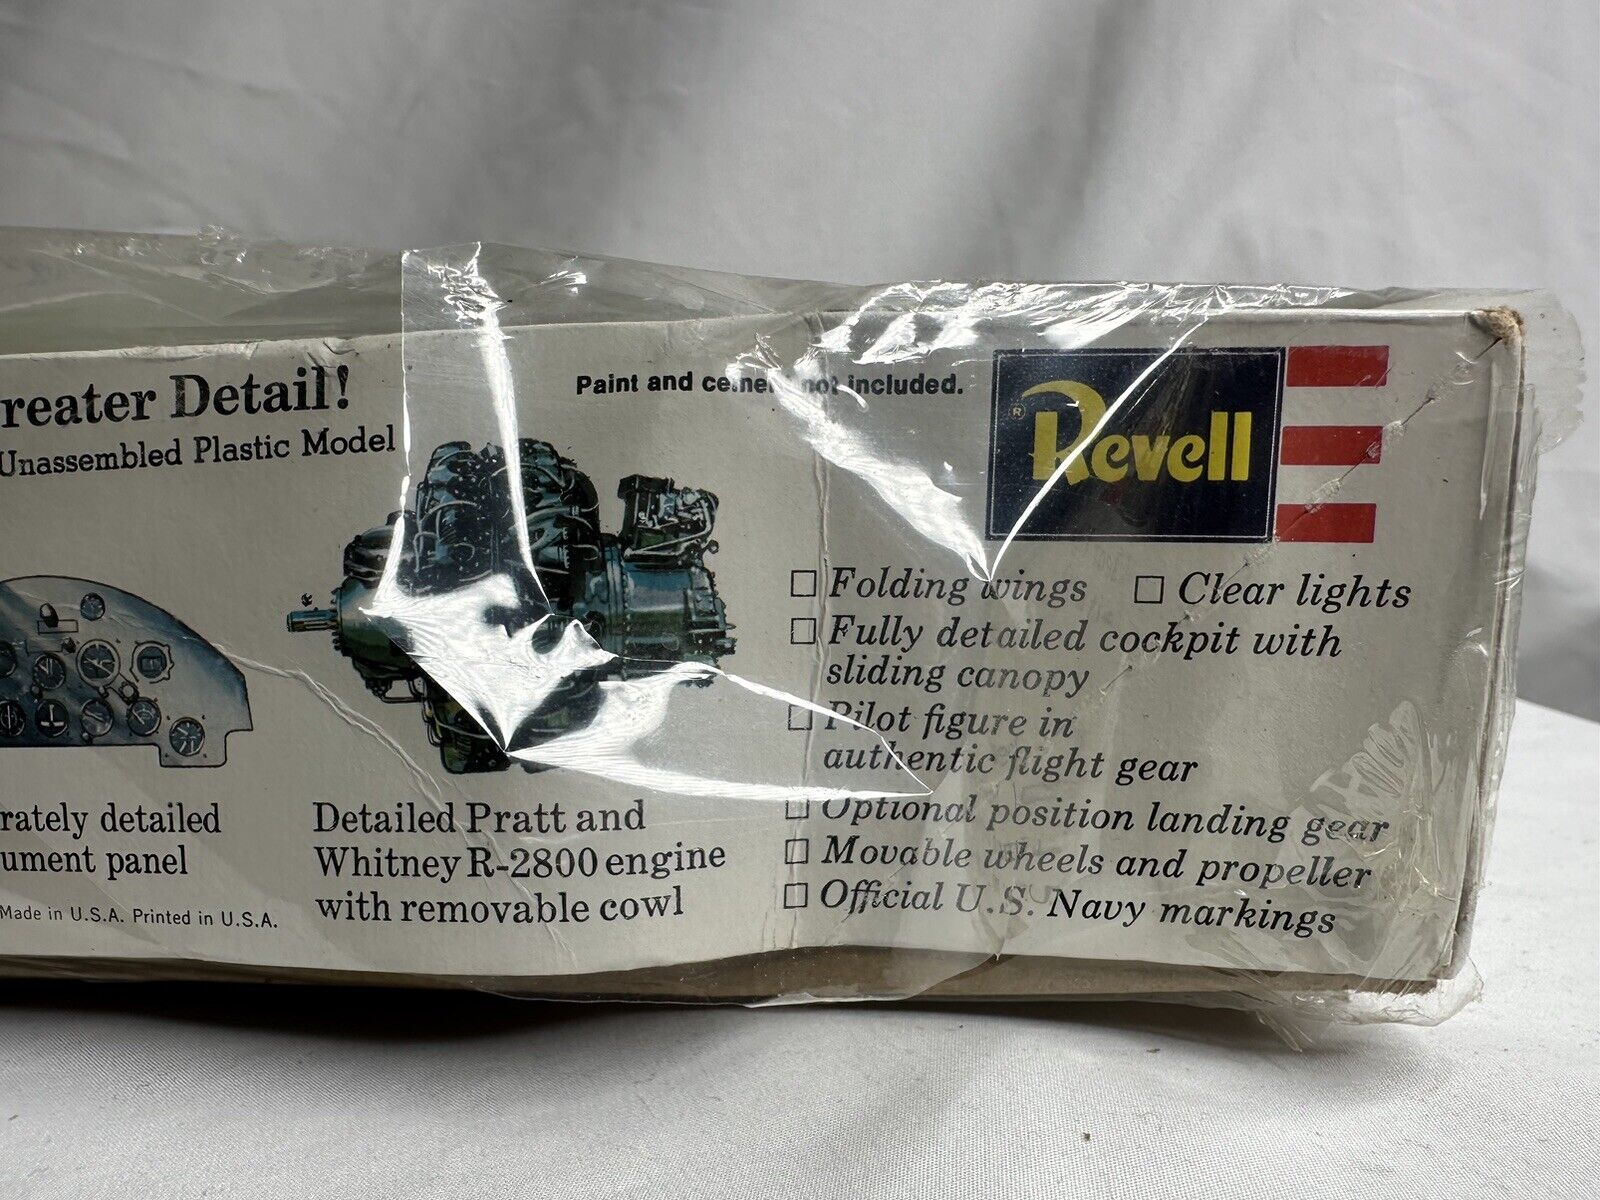 reater Detail!
Unassembled Plastic Model
Paint and cement not included.
Revell
®
□ Folding wings □ Clear lights
□ Fully detailed cockpit with
sliding canopy
□ Pilot figure in
authentic flight gear
□ Optional position landing gear
□ Movable wheels and propeller
□ Official U.S. Navy markings
rately detailed
ument panel
Made in U.S.A. Printed in U.S.A.
Detailed Pratt and
Whitney R-2800 engine
with removable cowl